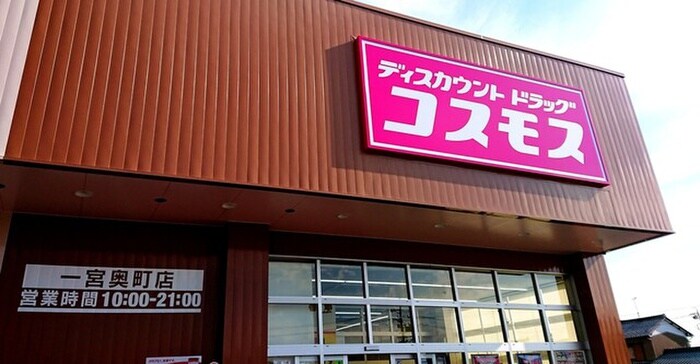 ディスカウント ドラッグ
コスモス
一宮奥町店
営業時間 10:00-21:00